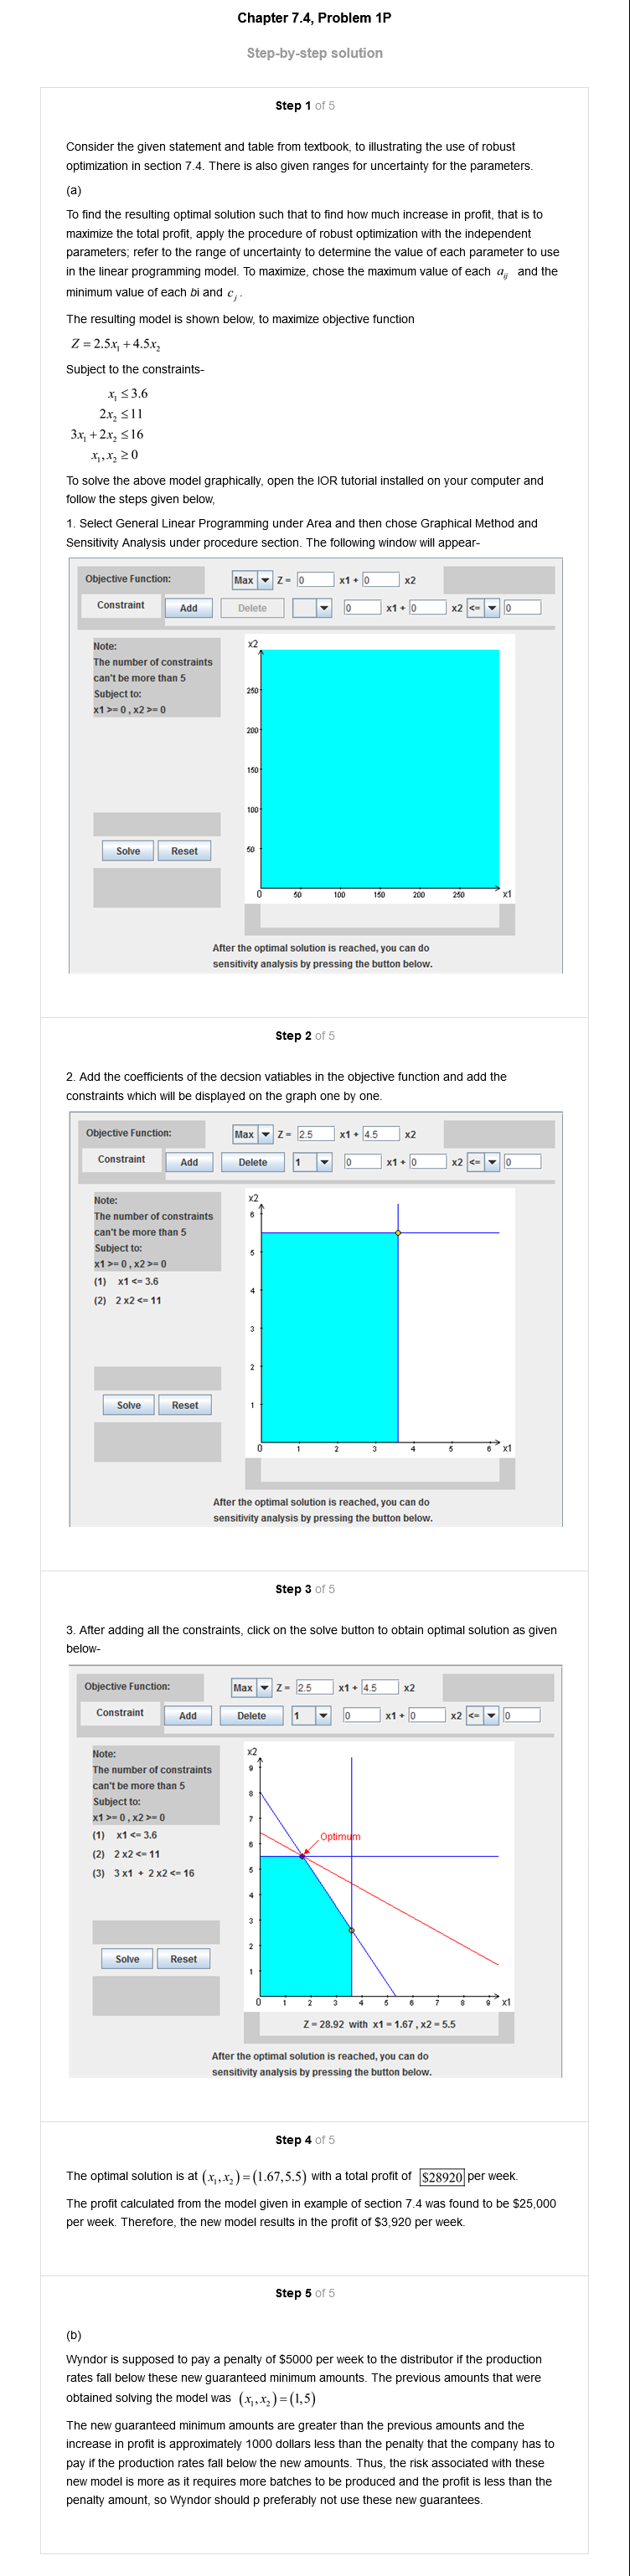 Chapter 7.4, Problem 1P
Step-by-step solution
Step 1 of 5
Consider the given statement and table from textbook, to illustrating the use of robust
optimization in section 7.4. There is also given ranges for uncertainty for the parameters.
(a)
To find the resulting optimal solution such that to find how much increase in profit, that is to
maximize the total profit, apply the procedure of robust optimization with the independent
parameters; refer to the range of uncertainty to determine the value of each parameter to use
in the linear programming model. To maximize, chose the maximum value of each a_ij and the
minimum value of each bi and c_j.
The resulting model is shown below, to maximize objective function
Z = 2.5x₁ + 4.5x₂
Subject to the constraints-
x₁ ≤ 3.6
2x₂ ≤ 11
3x₁ + 2x₂ ≤ 16
x₁, x₂ ≥ 0
To solve the above model graphically, open the IOR tutorial installed on your computer and
follow the steps given below,
1. Select General Linear Programming under Area and then chose Graphical Method and
Sensitivity Analysis under procedure section. The following window will appear-
Objective Function: Max Z = 0 x1 + 0 x2
Constraint Add Delete 0 x1 + 0 x2 <= 0
Note:
The number of constraints
can't be more than 5
Subject to:
x1 >= 0 , x2 >= 0
Solve Reset
x2
250
200
150
100
50
0 50 100 150 200 250 x1
After the optimal solution is reached, you can do
sensitivity analysis by pressing the button below.
Step 2 of 5
2. Add the coefficients of the decsion vatiables in the objective function and add the
constraints which will be displayed on the graph one by one.
Objective Function: Max Z = 2.5 x1 + 4.5 x2
Constraint Add Delete 1 0 x1 + 0 x2 <= 0
Note:
The number of constraints
can't be more than 5
Subject to:
x1 >= 0 , x2 >= 0
(1) x1 <= 3.6
(2) 2 x2 <= 11
Solve Reset
x2
6
5
4
3
2
1
0 1 2 3 4 5 6 x1
After the optimal solution is reached, you can do
sensitivity analysis by pressing the button below.
Step 3 of 5
3. After adding all the constraints, click on the solve button to obtain optimal solution as given
below-
Objective Function: Max Z = 2.5 x1 + 4.5 x2
Constraint Add Delete 1 0 x1 + 0 x2 <= 0
Note:
The number of constraints
can't be more than 5
Subject to:
x1 >= 0 , x2 >= 0
(1) x1 <= 3.6
(2) 2 x2 <= 11
(3) 3 x1 + 2 x2 <= 16
Solve Reset
x2
9
8
7
6
5
4
3
2
1
Optimum
0 1 2 3 4 5 6 7 8 9 x1
Z = 28.92 with x1 = 1.67 , x2 = 5.5
After the optimal solution is reached, you can do
sensitivity analysis by pressing the button below.
Step 4 of 5
The optimal solution is at (x₁, x₂) = (1.67, 5.5) with a total profit of $28920 per week.
The profit calculated from the model given in example of section 7.4 was found to be $25,000
per week. Therefore, the new model results in the profit of $3,920 per week.
Step 5 of 5
(b)
Wyndor is supposed to pay a penalty of $5000 per week to the distributor if the production
rates fall below these new guaranteed minimum amounts. The previous amounts that were
obtained solving the model was (x₁, x₂) = (1, 5)
The new guaranteed minimum amounts are greater than the previous amounts and the
increase in profit is approximately 1000 dollars less than the penalty that the company has to
pay if the production rates fall below the new amounts. Thus, the risk associated with these
new model is more as it requires more batches to be produced and the profit is less than the
penalty amount, so Wyndor should p preferably not use these new guarantees.